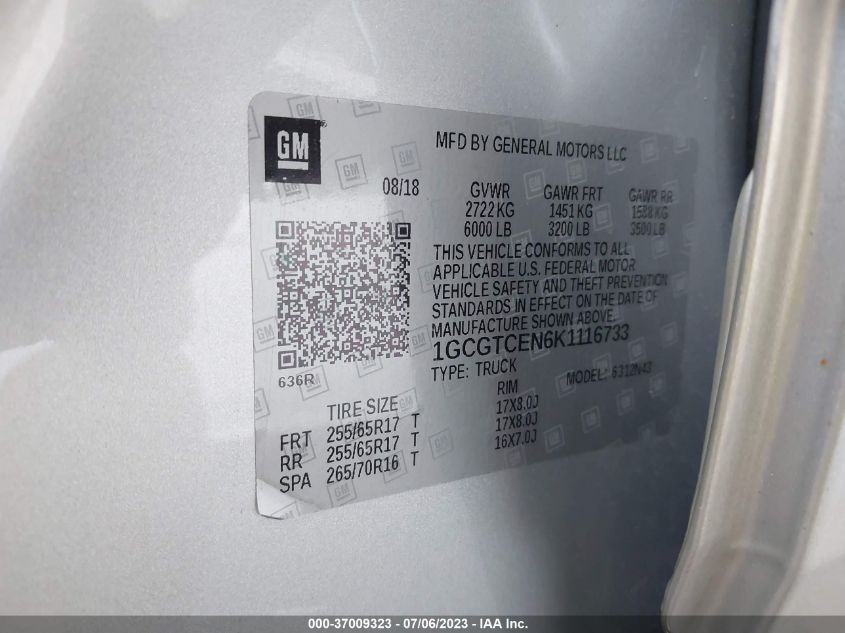 GM
MFD BY GENERAL MOTORS LLC
08/18 GVWR GAWR FRT GAWR RR
2722 KG 1451 KG 1588 KG
6000 LB 3200 LB 3500 LB
THIS VEHICLE CONFORMS TO ALL
APPLICABLE U.S. FEDERAL MOTOR
VEHICLE SAFETY AND THEFT PREVENTION
STANDARDS IN EFFECT ON THE DATE OF
MANUFACTURE SHOWN ABOVE.
1GCGTCEN6K1116733
636R TYPE: TRUCK MODEL: 6312N43
TIRE SIZE RIM
FRT 255/65R17 T 17X8.0J
RR 255/65R17 T 17X8.0J
SPA 265/70R16 T 16X7.0J
000-37009323 / 07/06/2023 - IAA Inc.